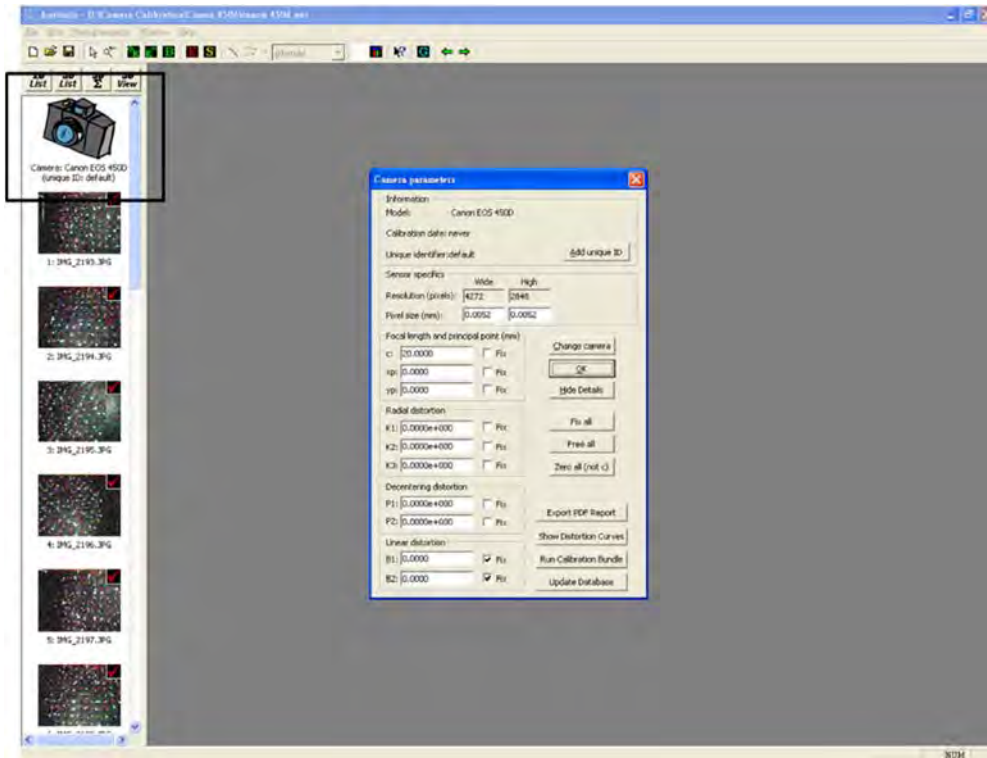 List List Σ View
Camera: Canon EOS 450D
(unique ID: default)
1: IMG_2193.JPG
2: IMG_2194.JPG
3: IMG_2195.JPG
4: IMG_2196.JPG
5: IMG_2197.JPG
Camera parameters
Information
Model: Canon EOS 450D
Calibration date: never
Unique identifier: default
Add unique ID
Sensor specifics
Wide High
Resolution (pixels): 4272 2848
Pixel size (mm): 0.0052 0.0052
Focal length and principal point (mm)
c: 20.0000 Fix
xp: 0.0000 Fix
yp: 0.0000 Fix
Change camera
OK
Hide Details
Radial distortion
K1: 0.0000e+000 Fix
K2: 0.0000e+000 Fix
K3: 0.0000e+000 Fix
Fix all
Free all
Zero all (not c)
Decentering distortion
P1: 0.0000e+000 Fix
P2: 0.0000e+000 Fix
Linear distortion
B1: 0.0000 Fix
B2: 0.0000 Fix
Export PDF Report
Show Distortion Curves
Run Calibration Bundle
Update Database
NUM